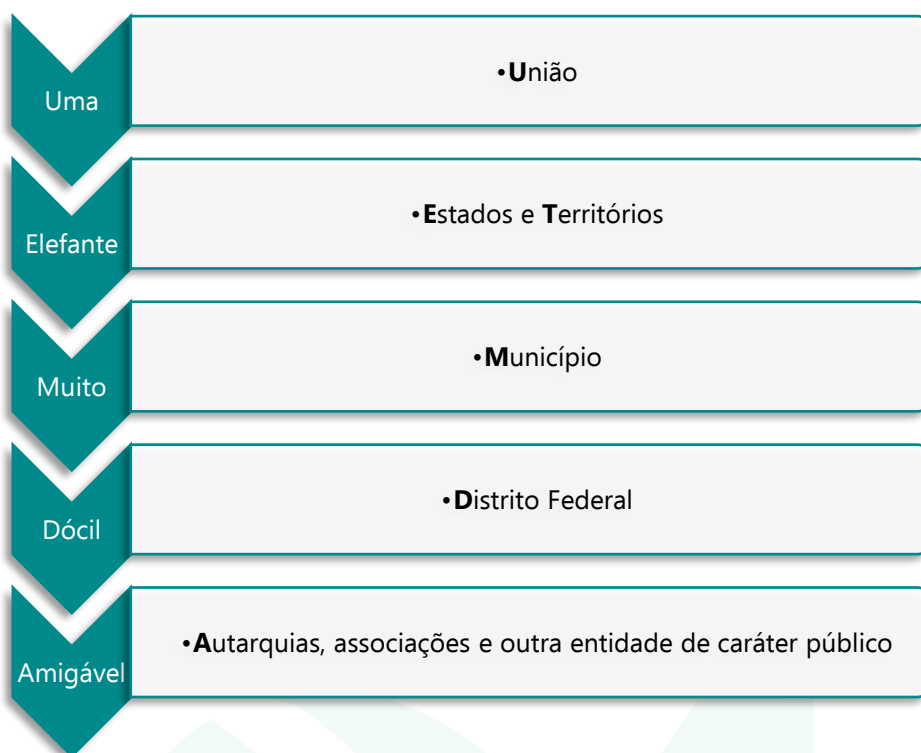 Uma
•União
Elefante
•Estados e Territórios
Muito
•Município
Dócil
•Distrito Federal
Amigável
•Autarquias, associações e outra entidade de caráter público